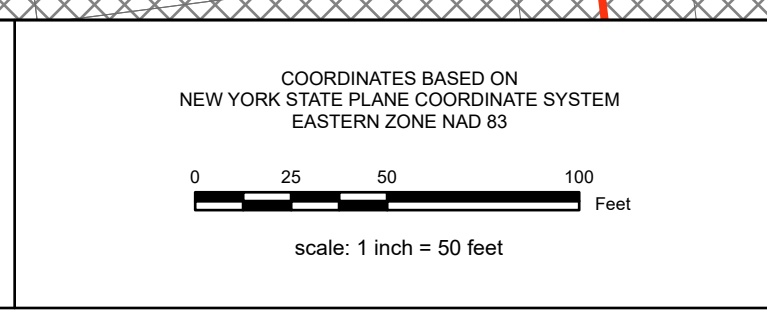 COORDINATES BASED ON
NEW YORK STATE PLANE COORDINATE SYSTEM
EASTERN ZONE NAD 83
0 25 50 100
Feet
scale: 1 inch = 50 feet